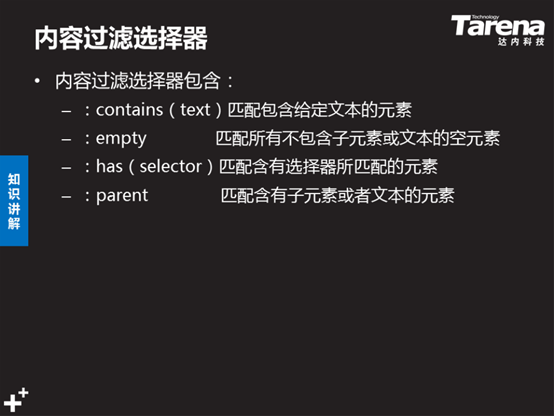 内容过滤选择器
Technology
Tarena
达内科技
• 内容过滤选择器包含：
– ：contains（text）匹配包含给定文本的元素
– ：empty 匹配所有不包含子元素或文本的空元素
– ：has（selector）匹配含有选择器所匹配的元素
– ：parent 匹配含有子元素或者文本的元素
知识讲解